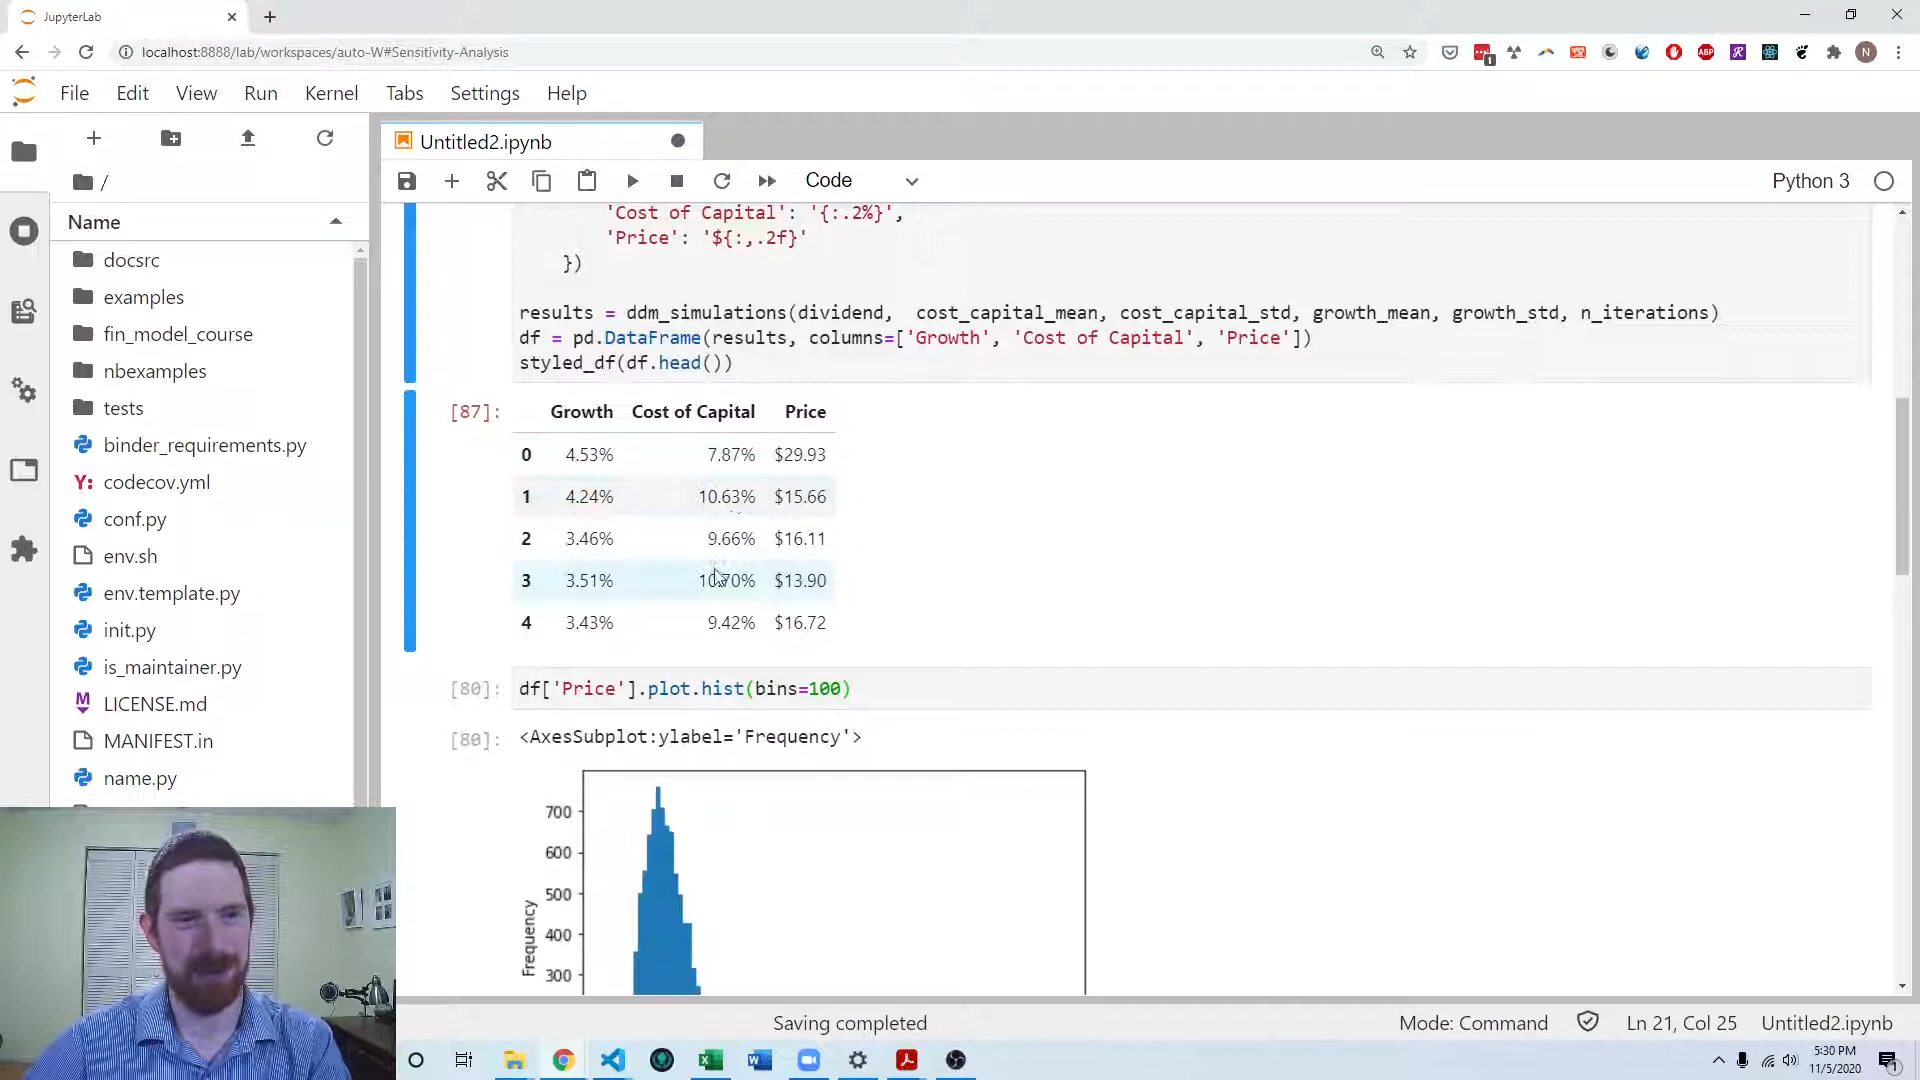 JupyterLab
localhost:8888/lab/workspaces/auto-W#Sensitivity-Analysis
N
1
ABP
File Edit View Run Kernel Tabs Settings Help
Untitled2.ipynb
/
Code
Python 3
Name
docsrc
examples
fin_model_course
nbexamples
tests
binder_requirements.py
Y: codecov.yml
conf.py
env.sh
env.template.py
init.py
is_maintainer.py
LICENSE.md
MANIFEST.in
name.py
'Cost of Capital': '{:.2%}',
'Price': '${:,.2f}'
})
results = ddm_simulations(dividend, cost_capital_mean, cost_capital_std, growth_mean, growth_std, n_iterations)
df = pd.DataFrame(results, columns=['Growth', 'Cost of Capital', 'Price'])
styled_df(df.head())
[87]: Growth Cost of Capital Price
0 4.53% 7.87% $29.93
1 4.24% 10.63% $15.66
2 3.46% 9.66% $16.11
3 3.51% 10.70% $13.90
4 3.43% 9.42% $16.72
[80]: df['Price'].plot.hist(bins=100)
[80]: <AxesSubplot:ylabel='Frequency'>
700
600
500
400
300
Frequency
Saving completed
Mode: Command
Ln 21, Col 25
Untitled2.ipynb
5:30 PM
11/5/2020